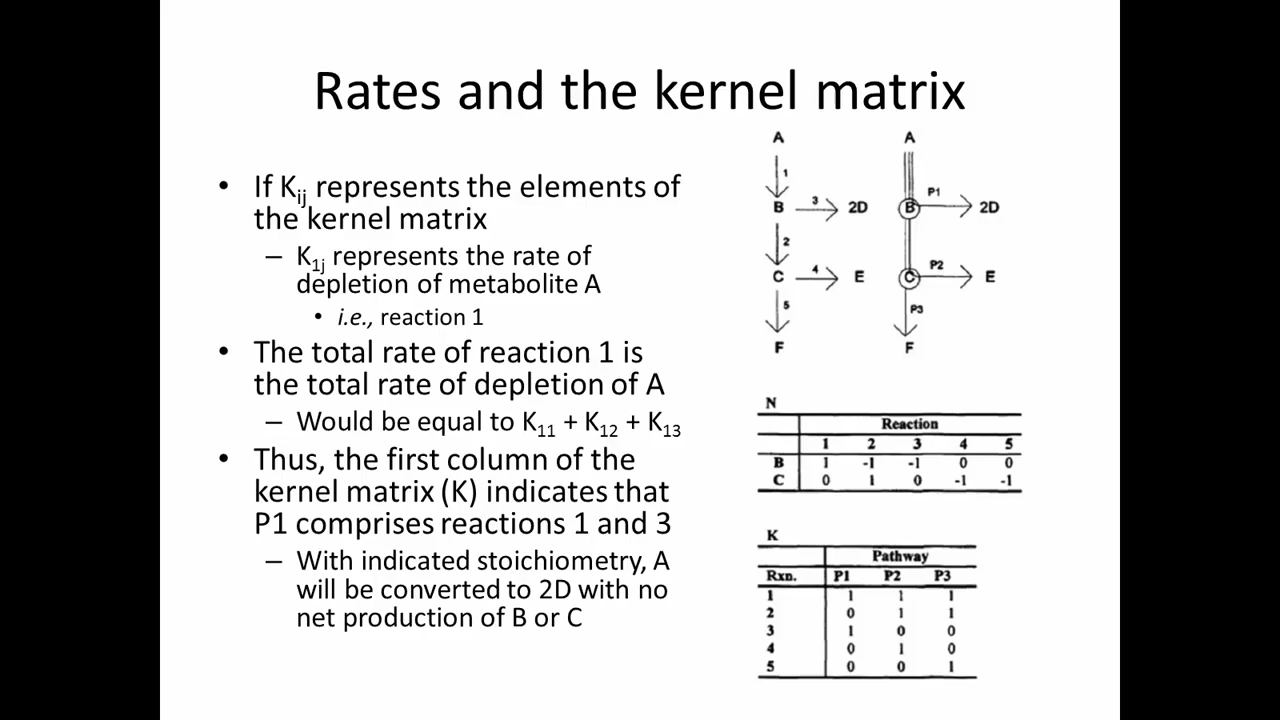 Rates and the kernel matrix
• If Kij represents the elements of
the kernel matrix
– K1j represents the rate of
depletion of metabolite A
• i.e., reaction 1
• The total rate of reaction 1 is
the total rate of depletion of A
– Would be equal to K11 + K12 + K13
• Thus, the first column of the
kernel matrix (K) indicates that
P1 comprises reactions 1 and 3
– With indicated stoichiometry, A
will be converted to 2D with no
net production of B or C
A A
1
P1
B 3 2D B 2D
2
C 4 E C P2 E
5 P3
F F
N
Reaction
1 2 3 4 5
B 1 -1 -1 0 0
C 0 1 0 -1 -1
K
Pathway
Rxn. P1 P2 P3
1 1 1 1
2 0 1 1
3 1 0 0
4 0 1 0
5 0 0 1